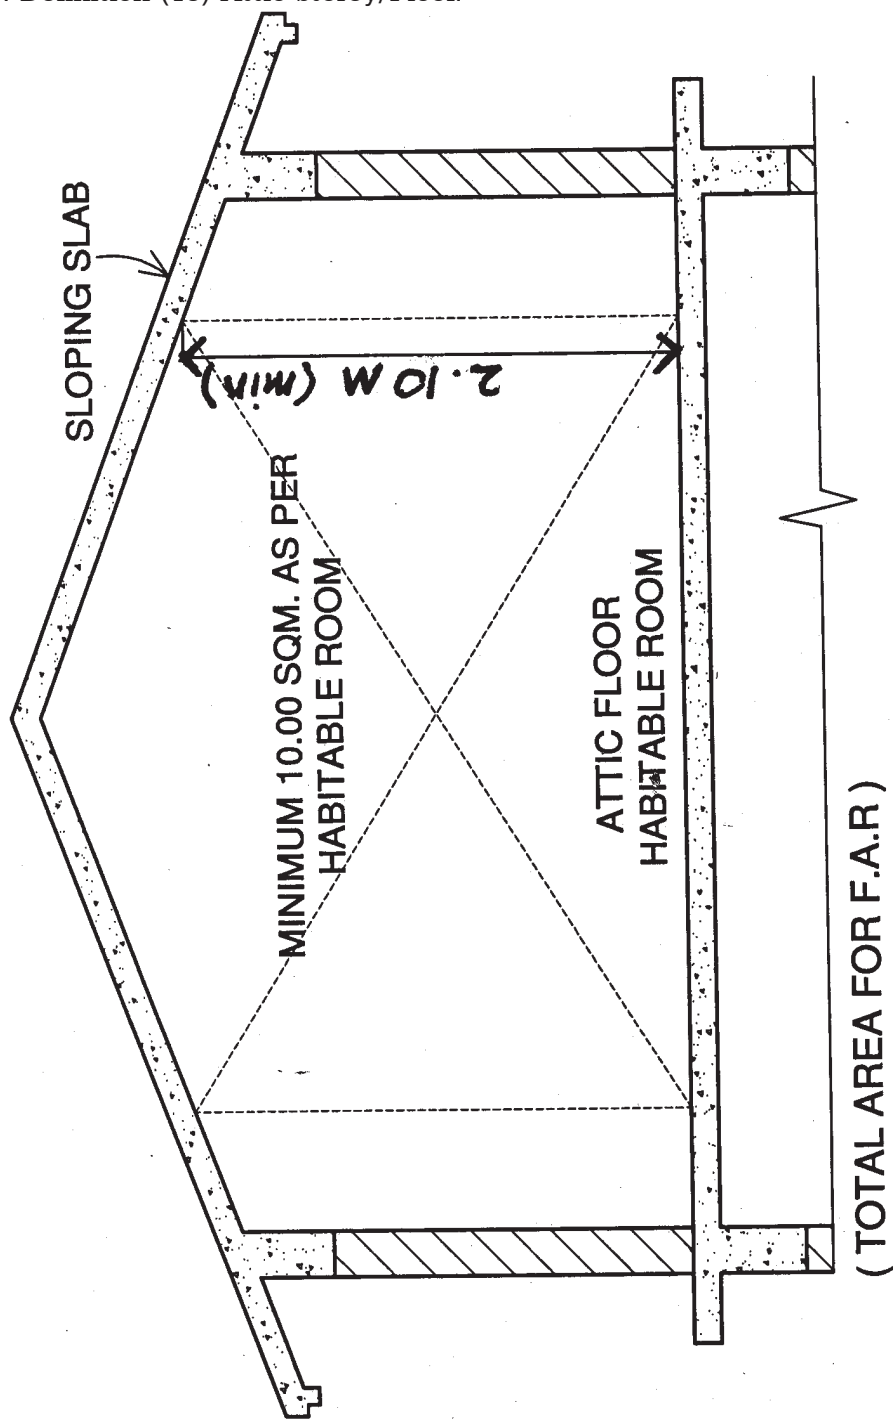 SLOPING SLAB
2.10 M (min)
MINIMUM 10.00 SQM. AS PER
HABITABLE ROOM
ATTIC FLOOR
HABITABLE ROOM
( TOTAL AREA FOR F.A.R )